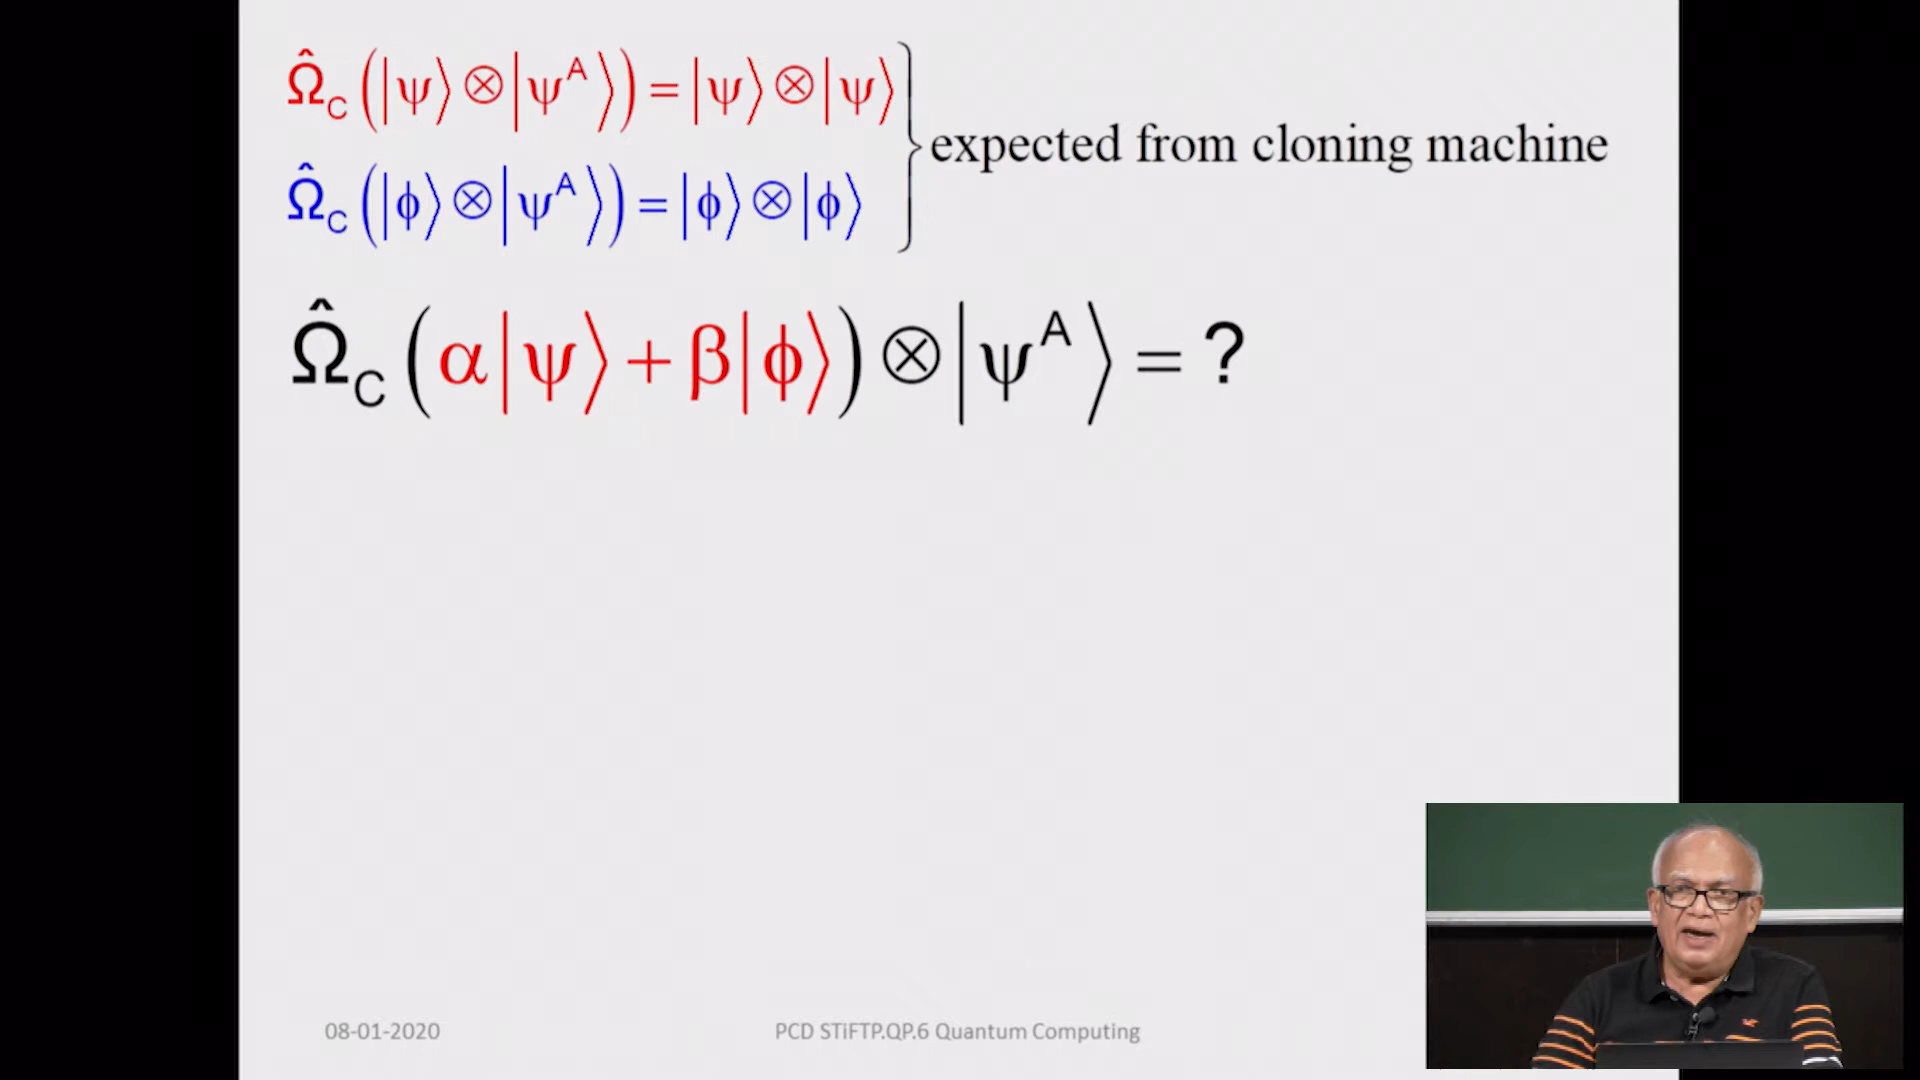 Ω̂_C (|ψ⟩ ⊗ |ψ^A⟩) = |ψ⟩ ⊗ |ψ⟩
Ω̂_C (|ϕ⟩ ⊗ |ψ^A⟩) = |ϕ⟩ ⊗ |ϕ⟩
expected from cloning machine
Ω̂_C (α|ψ⟩ + β|ϕ⟩) ⊗ |ψ^A⟩ = ?
08-01-2020
PCD STiFTP.QP.6 Quantum Computing